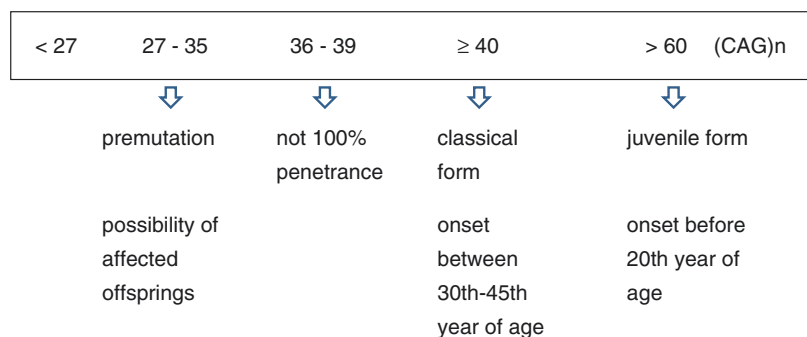 < 27 27 - 35 36 - 39 ≥ 40 > 60 (CAG)n
premutation not 100% classical juvenile form
penetrance form
possibility of onset onset before
affected between 20th year of
offsprings 30th-45th age
year of age